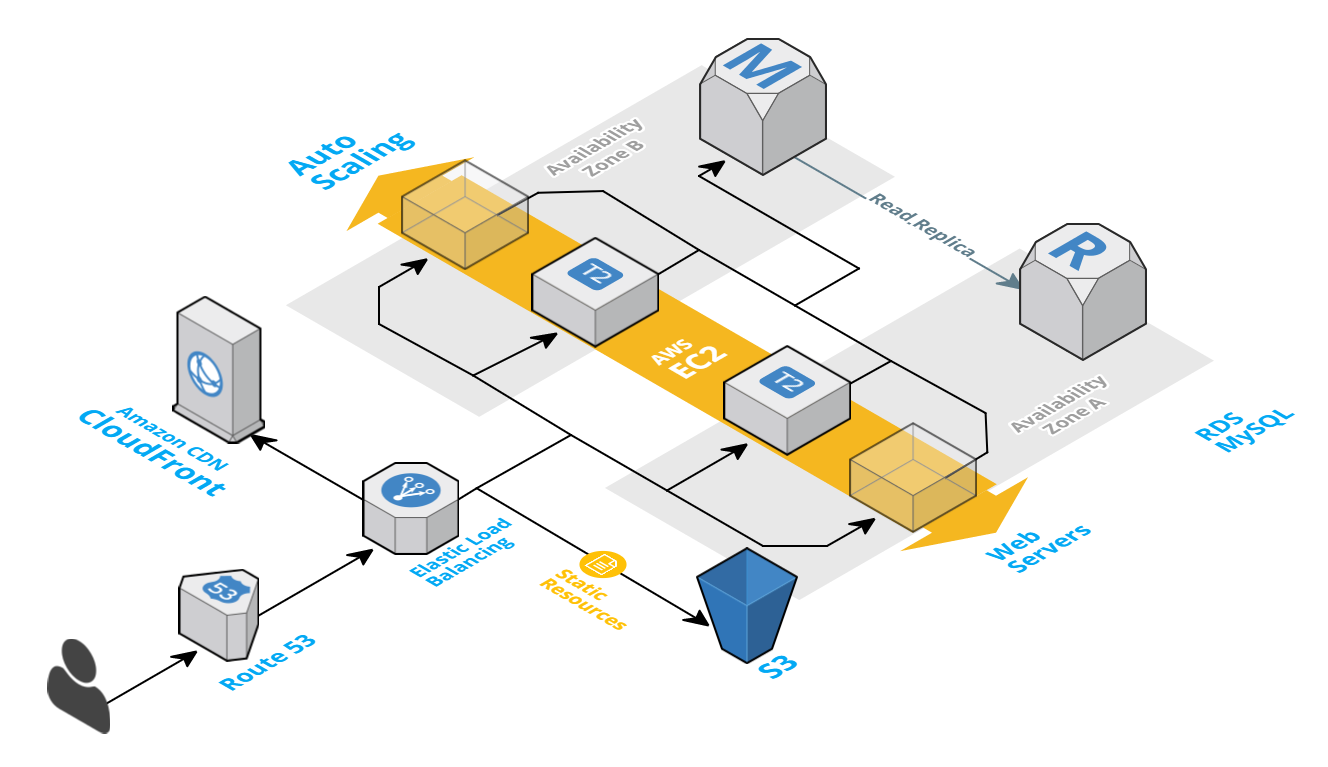 M
Auto
Scaling
Availability
Zone B
Read.Replica
R
T2
AWS
EC2
T2
Availability
Zone A
RDS
MySQL
Amazon CDN
CloudFront
Elastic Load
Balancing
Web
Servers
Static
Resources
53
Route 53
S3